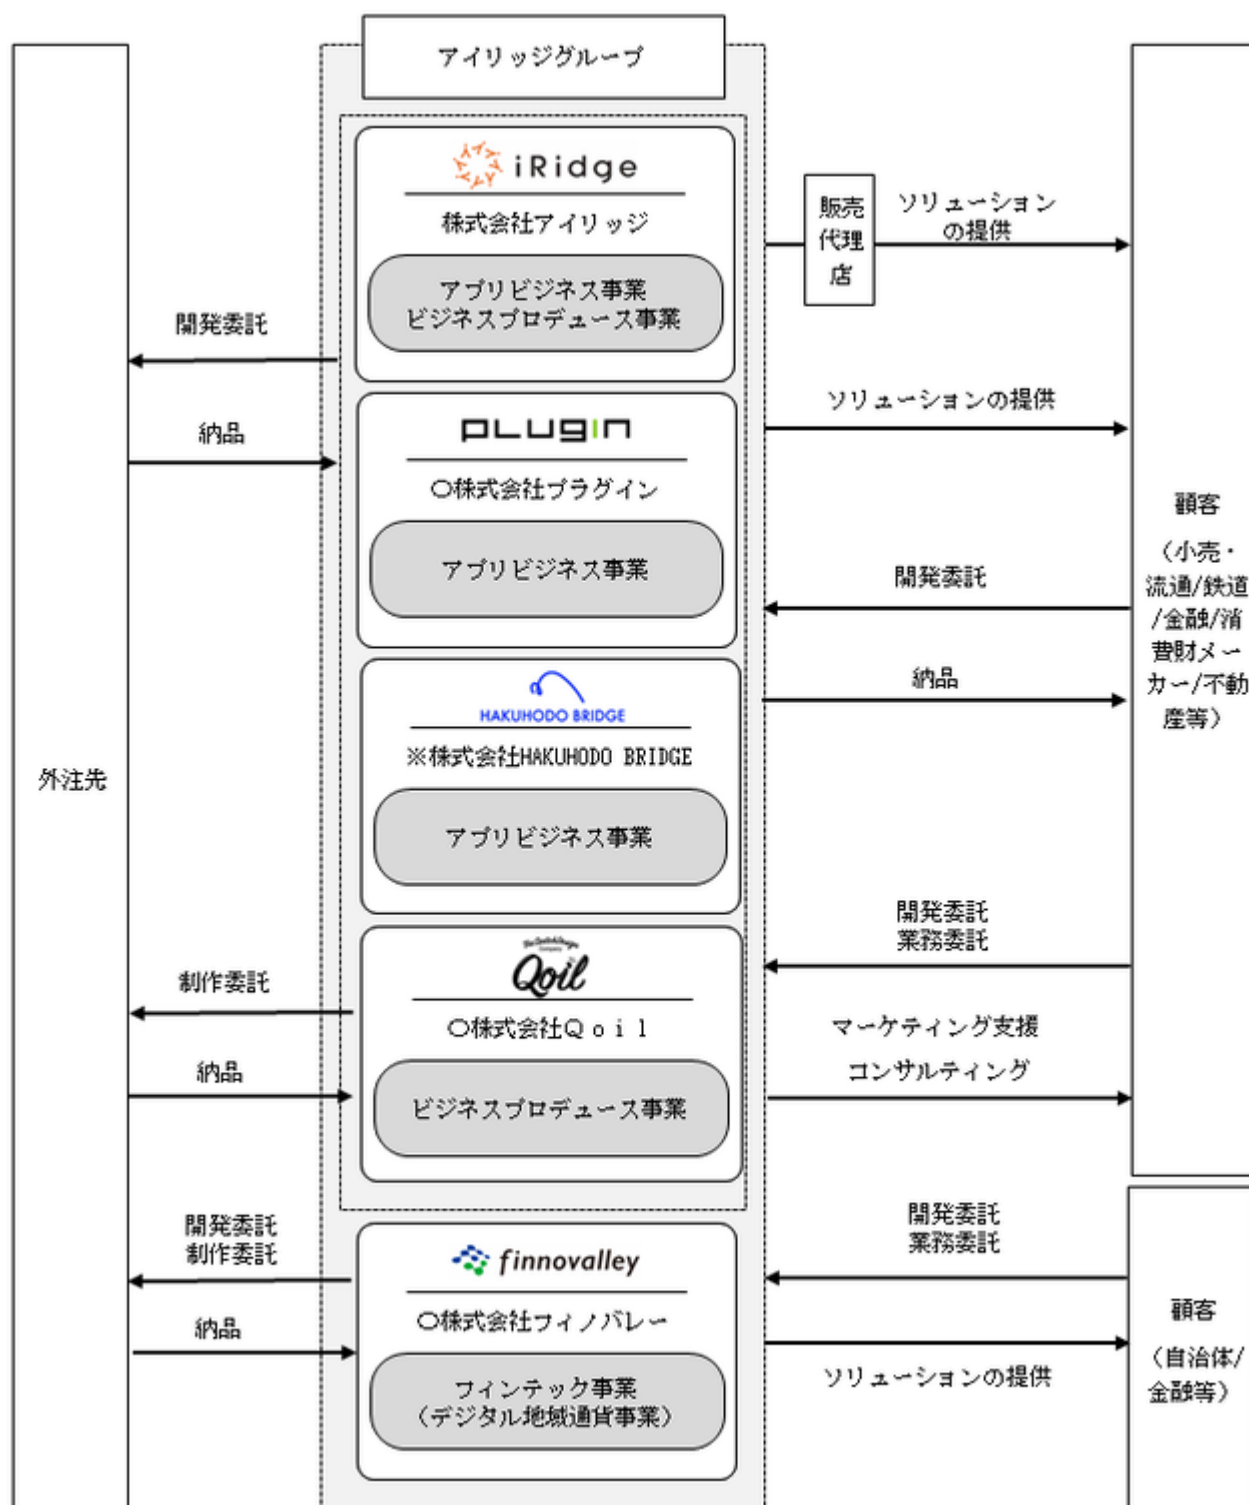 アイリッジグループ
iRidge
株式会社アイリッジ
アプリビジネス事業
ビジネスプロデュース事業
販売
代理
店
ソリューション
の提供
開発委託
納品
pLugın
〇株式会社プラグイン
アプリビジネス事業
ソリューションの提供
開発委託
納品
HAKUHODO BRIDGE
※株式会社HAKUHODO BRIDGE
アプリビジネス事業
外注先
顧客
（小売・
流通/鉄道
/金融/消
費財メー
カー/不動
産等）
制作委託
納品
Qoil
〇株式会社Ｑｏｉｌ
ビジネスプロデュース事業
開発委託
業務委託
マーケティング支援
コンサルティング
開発委託
制作委託
納品
finnovalley
〇株式会社フィノバレー
フィンテック事業
（デジタル地域通貨事業）
開発委託
業務委託
ソリューションの提供
顧客
（自治体/
金融等）